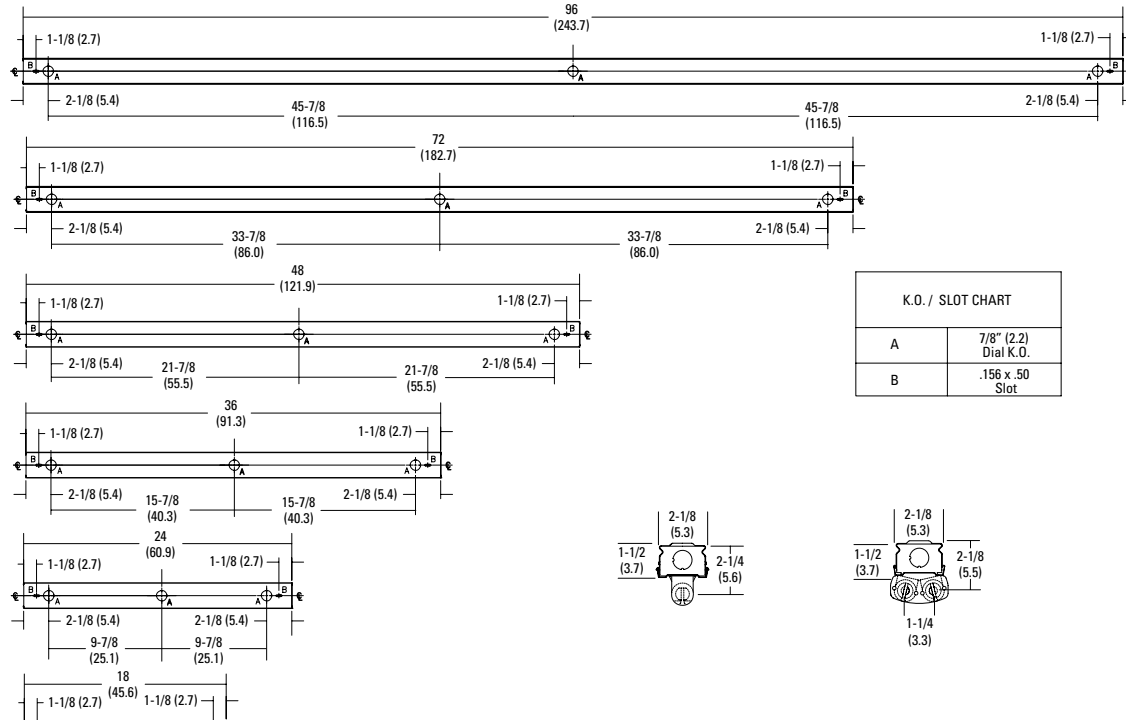 96
(243.7)
1-1/8 (2.7) 1-1/8 (2.7)
℄ B A A A B ℄
2-1/8 (5.4) 45-7/8 45-7/8 2-1/8 (5.4)
(116.5) (116.5)
72
(182.7)
1-1/8 (2.7) 1-1/8 (2.7)
℄ B A A A B ℄
2-1/8 (5.4) 33-7/8 33-7/8 2-1/8 (5.4)
(86.0) (86.0)
48
(121.9)
1-1/8 (2.7) 1-1/8 (2.7)
℄ B A A A B ℄
2-1/8 (5.4) 21-7/8 21-7/8 2-1/8 (5.4)
(55.5) (55.5)
K.O. / SLOT CHART
A 7/8" (2.2)
Dial K.O.
B .156 x .50
Slot
36
(91.3)
1-1/8 (2.7) 1-1/8 (2.7)
℄ B A A A B ℄
2-1/8 (5.4) 15-7/8 15-7/8 2-1/8 (5.4)
(40.3) (40.3)
24
(60.9)
1-1/8 (2.7) 1-1/8 (2.7)
℄ B A A A B ℄
2-1/8 (5.4) 2-1/8 (5.4)
9-7/8 9-7/8
(25.1) (25.1)
18
(45.6)
1-1/8 (2.7) 1-1/8 (2.7)
2-1/8
(5.3)
1-1/2
(3.7)
2-1/4
(5.6)
2-1/8
(5.3)
1-1/2
(3.7)
2-1/8
(5.5)
1-1/4
(3.3)